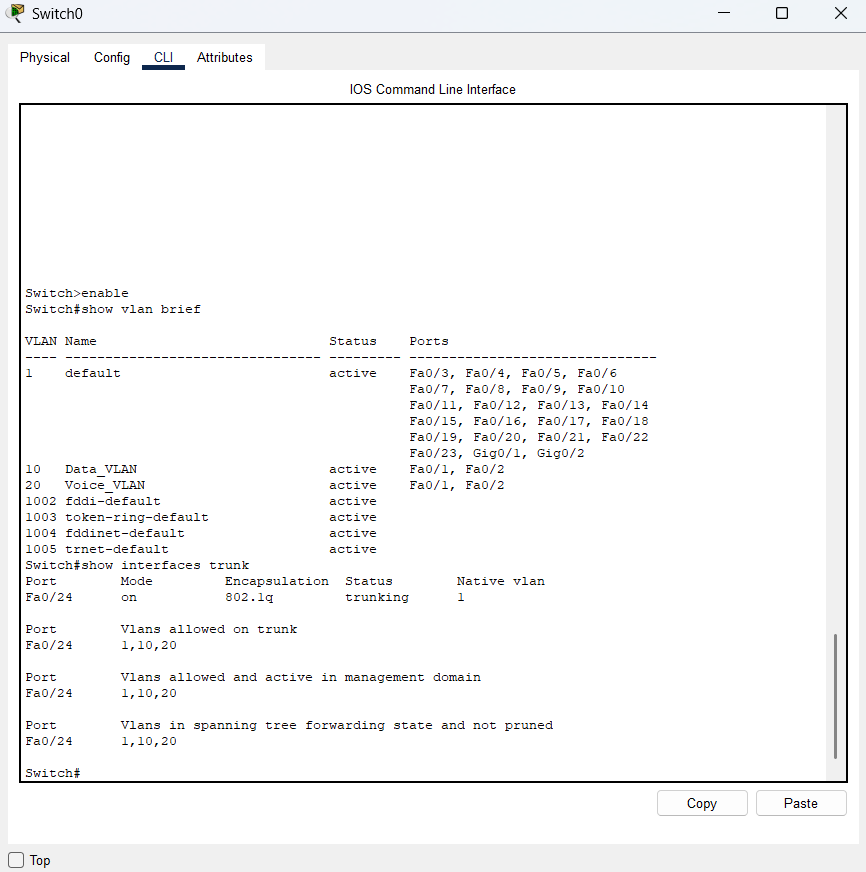 Switch0
Physical Config CLI Attributes
IOS Command Line Interface
Switch>enable
Switch#show vlan brief
VLAN Name                             Status    Ports
---- -------------------------------- --------- -------------------------------
1    default                          active    Fa0/3, Fa0/4, Fa0/5, Fa0/6
                                                Fa0/7, Fa0/8, Fa0/9, Fa0/10
                                                Fa0/11, Fa0/12, Fa0/13, Fa0/14
                                                Fa0/15, Fa0/16, Fa0/17, Fa0/18
                                                Fa0/19, Fa0/20, Fa0/21, Fa0/22
                                                Fa0/23, Gig0/1, Gig0/2
10   Data_VLAN                        active    Fa0/1, Fa0/2
20   Voice_VLAN                       active    Fa0/1, Fa0/2
1002 fddi-default                     active
1003 token-ring-default               active
1004 fddinet-default                  active
1005 trnet-default                    active
Switch#show interfaces trunk
Port        Mode         Encapsulation  Status        Native vlan
Fa0/24      on           802.1q         trunking      1
Port        Vlans allowed on trunk
Fa0/24      1,10,20
Port        Vlans allowed and active in management domain
Fa0/24      1,10,20
Port        Vlans in spanning tree forwarding state and not pruned
Fa0/24      1,10,20
Switch#
Copy Paste
Top